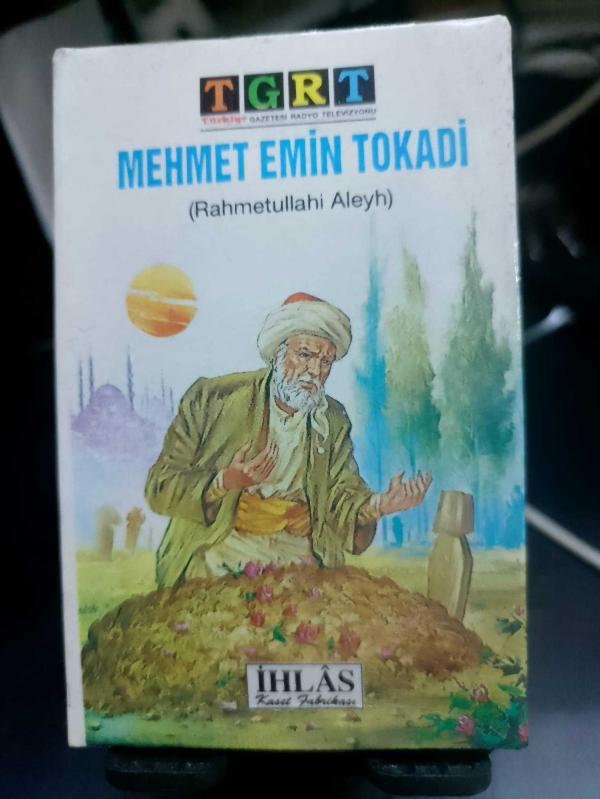 TGRT
Türkiye GAZETESİ RADYO TELEVİZYONU
MEHMET EMİN TOKADİ
(Rahmetullahi Aleyh)
İHLÂS
Kaset Fabrikası